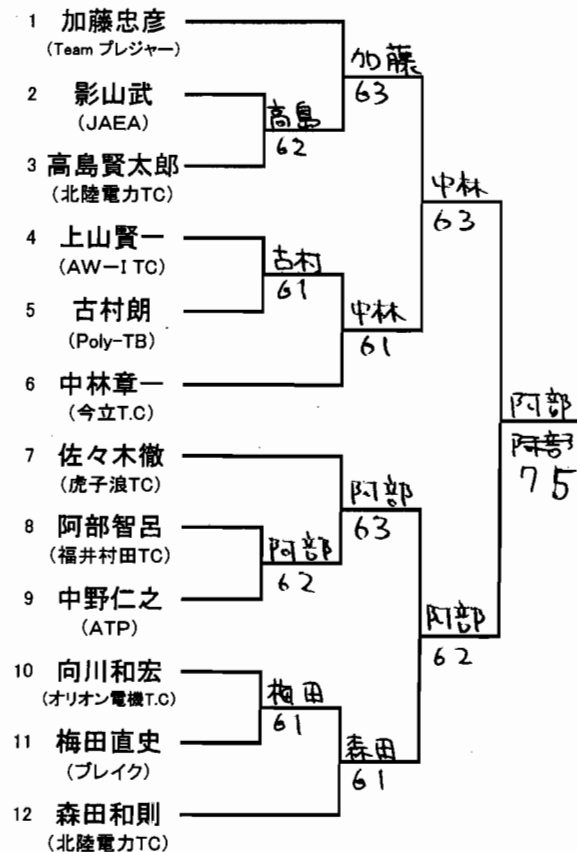 1 加藤忠彦
(Team プレジャー)
2 影山武
(JAEA)
3 高島賢太郎
(北陸電力TC)
4 上山賢一
(AW-I TC)
5 古村朗
(Poly-TB)
6 中林章一
(今立T.C)
7 佐々木徹
(虎子浪TC)
8 阿部智呂
(福井村田TC)
9 中野仁之
(ATP)
10 向川和宏
(オリオン電機T.C)
11 梅田直史
(ブレイク)
12 森田和則
(北陸電力TC)
高島
62
古村
61
阿部
62
梅田
61
加藤
63
中林
61
阿部
63
森田
61
中林
63
阿部
62
阿部
阿部
75